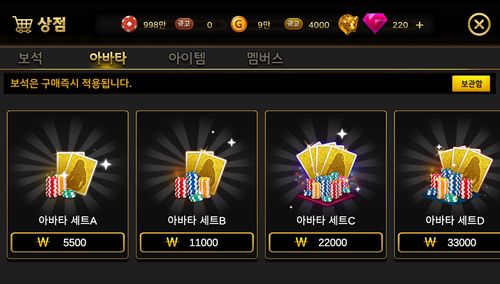 상점 998만 광고 0 G 9만 광고 4000 220 +
보석 아바타 아이템 멤버스
보석은 구매즉시 적용됩니다. 보관함
아바타 세트A 아바타 세트B 아바타 세트C 아바타 세트D
₩ 5500 ₩ 11000 ₩ 22000 ₩ 33000